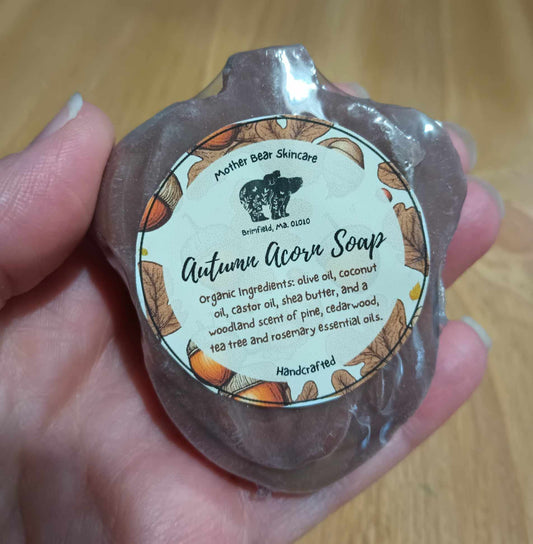 Mother Bear Skincare
Brimfield, Ma. 01010
Autumn Acorn Soap
Organic Ingredients: olive oil, coconut
oil, castor oil, shea butter, and a
woodland scent of pine, cedarwood,
tea tree and rosemary essential oils.
Handcrafted